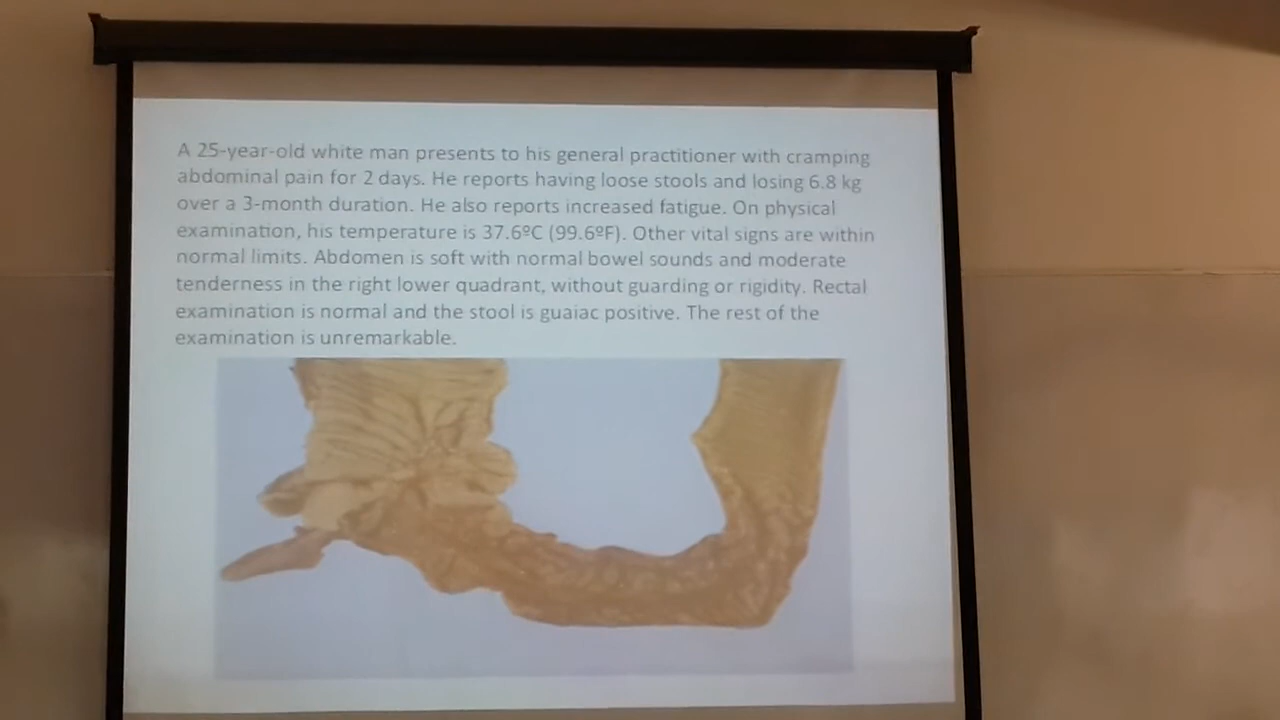 A 25-year-old white man presents to his general practitioner with cramping
abdominal pain for 2 days. He reports having loose stools and losing 6.8 kg
over a 3-month duration. He also reports increased fatigue. On physical
examination, his temperature is 37.6ºC (99.6ºF). Other vital signs are within
normal limits. Abdomen is soft with normal bowel sounds and moderate
tenderness in the right lower quadrant, without guarding or rigidity. Rectal
examination is normal and the stool is guaiac positive. The rest of the
examination is unremarkable.